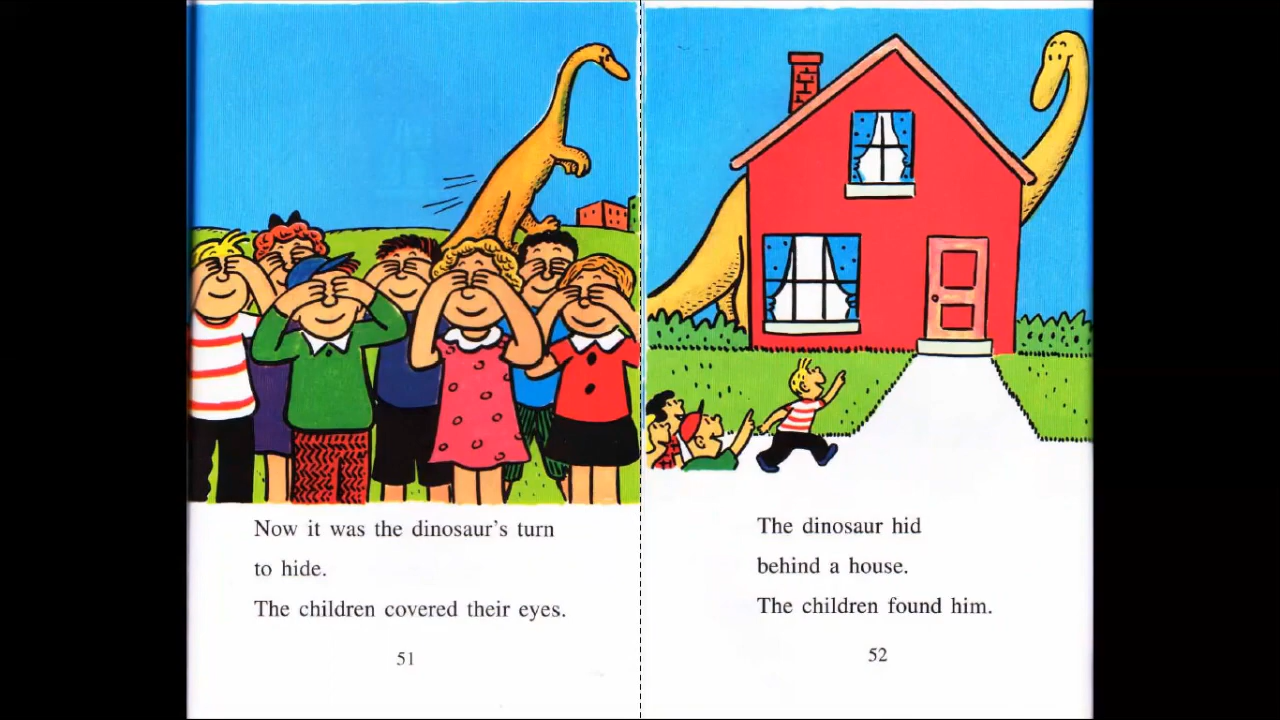 Now it was the dinosaur's turn
to hide.
The children covered their eyes.
51
The dinosaur hid
behind a house.
The children found him.
52